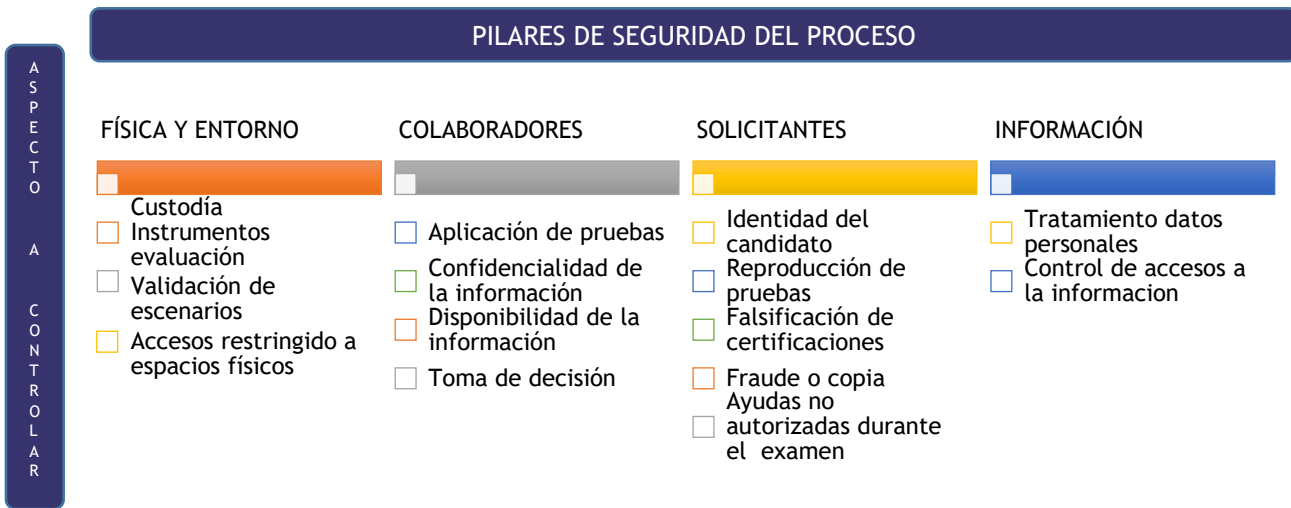 PILARES DE SEGURIDAD DEL PROCESO
ASPECTO A CONTROLAR
FÍSICA Y ENTORNO
Custodía
Instrumentos
evaluación
Validación de
escenarios
Accesos restringido a
espacios físicos
COLABORADORES
Aplicación de pruebas
Confidencialidad de
la información
Disponibilidad de la
información
Toma de decisión
SOLICITANTES
Identidad del
candidato
Reproducción de
pruebas
Falsificación de
certificaciones
Fraude o copia
Ayudas no
autorizadas durante
el examen
INFORMACIÓN
Tratamiento datos
personales
Control de accesos a
la informacion